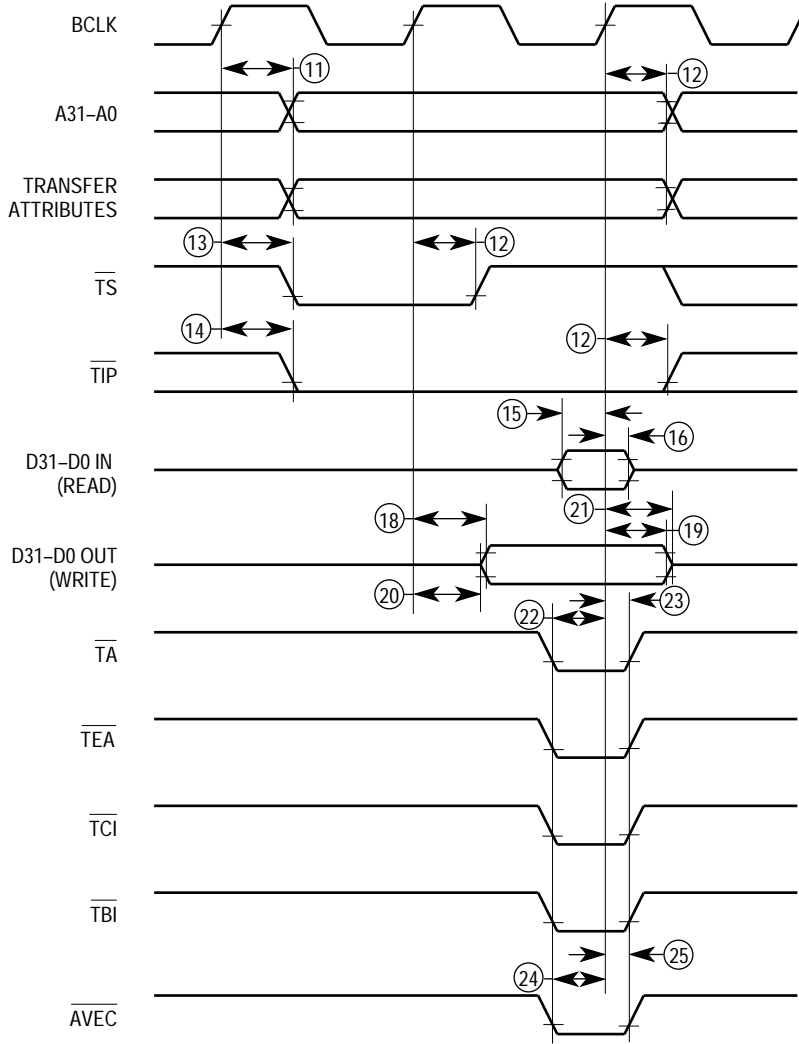 BCLK
11
12
A31–A0
TRANSFER
ATTRIBUTES
13
12
TS
14
12
TIP
15
16
D31–D0 IN
(READ)
21
18
19
D31–D0 OUT
(WRITE)
20
22
23
TA
TEA
TCI
TBI
25
24
AVEC